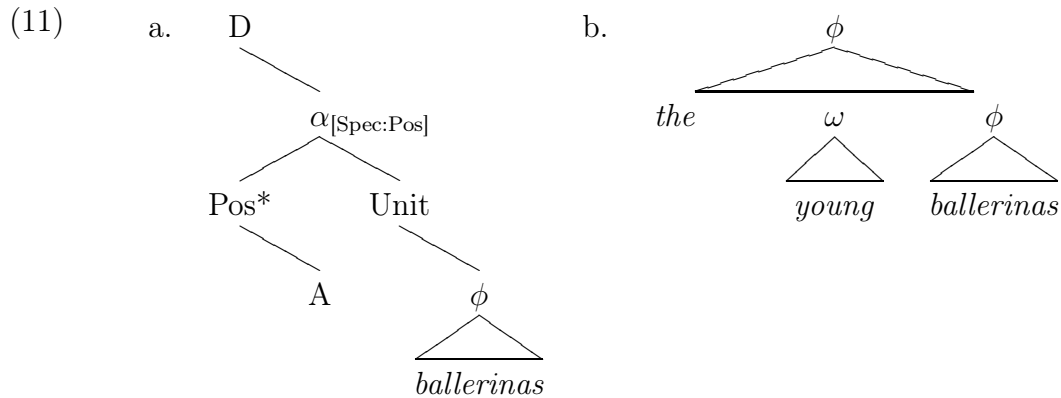 (11) a. D b. ϕ
α[Spec:Pos] the ω ϕ
Pos* Unit young ballerinas
A ϕ
ballerinas